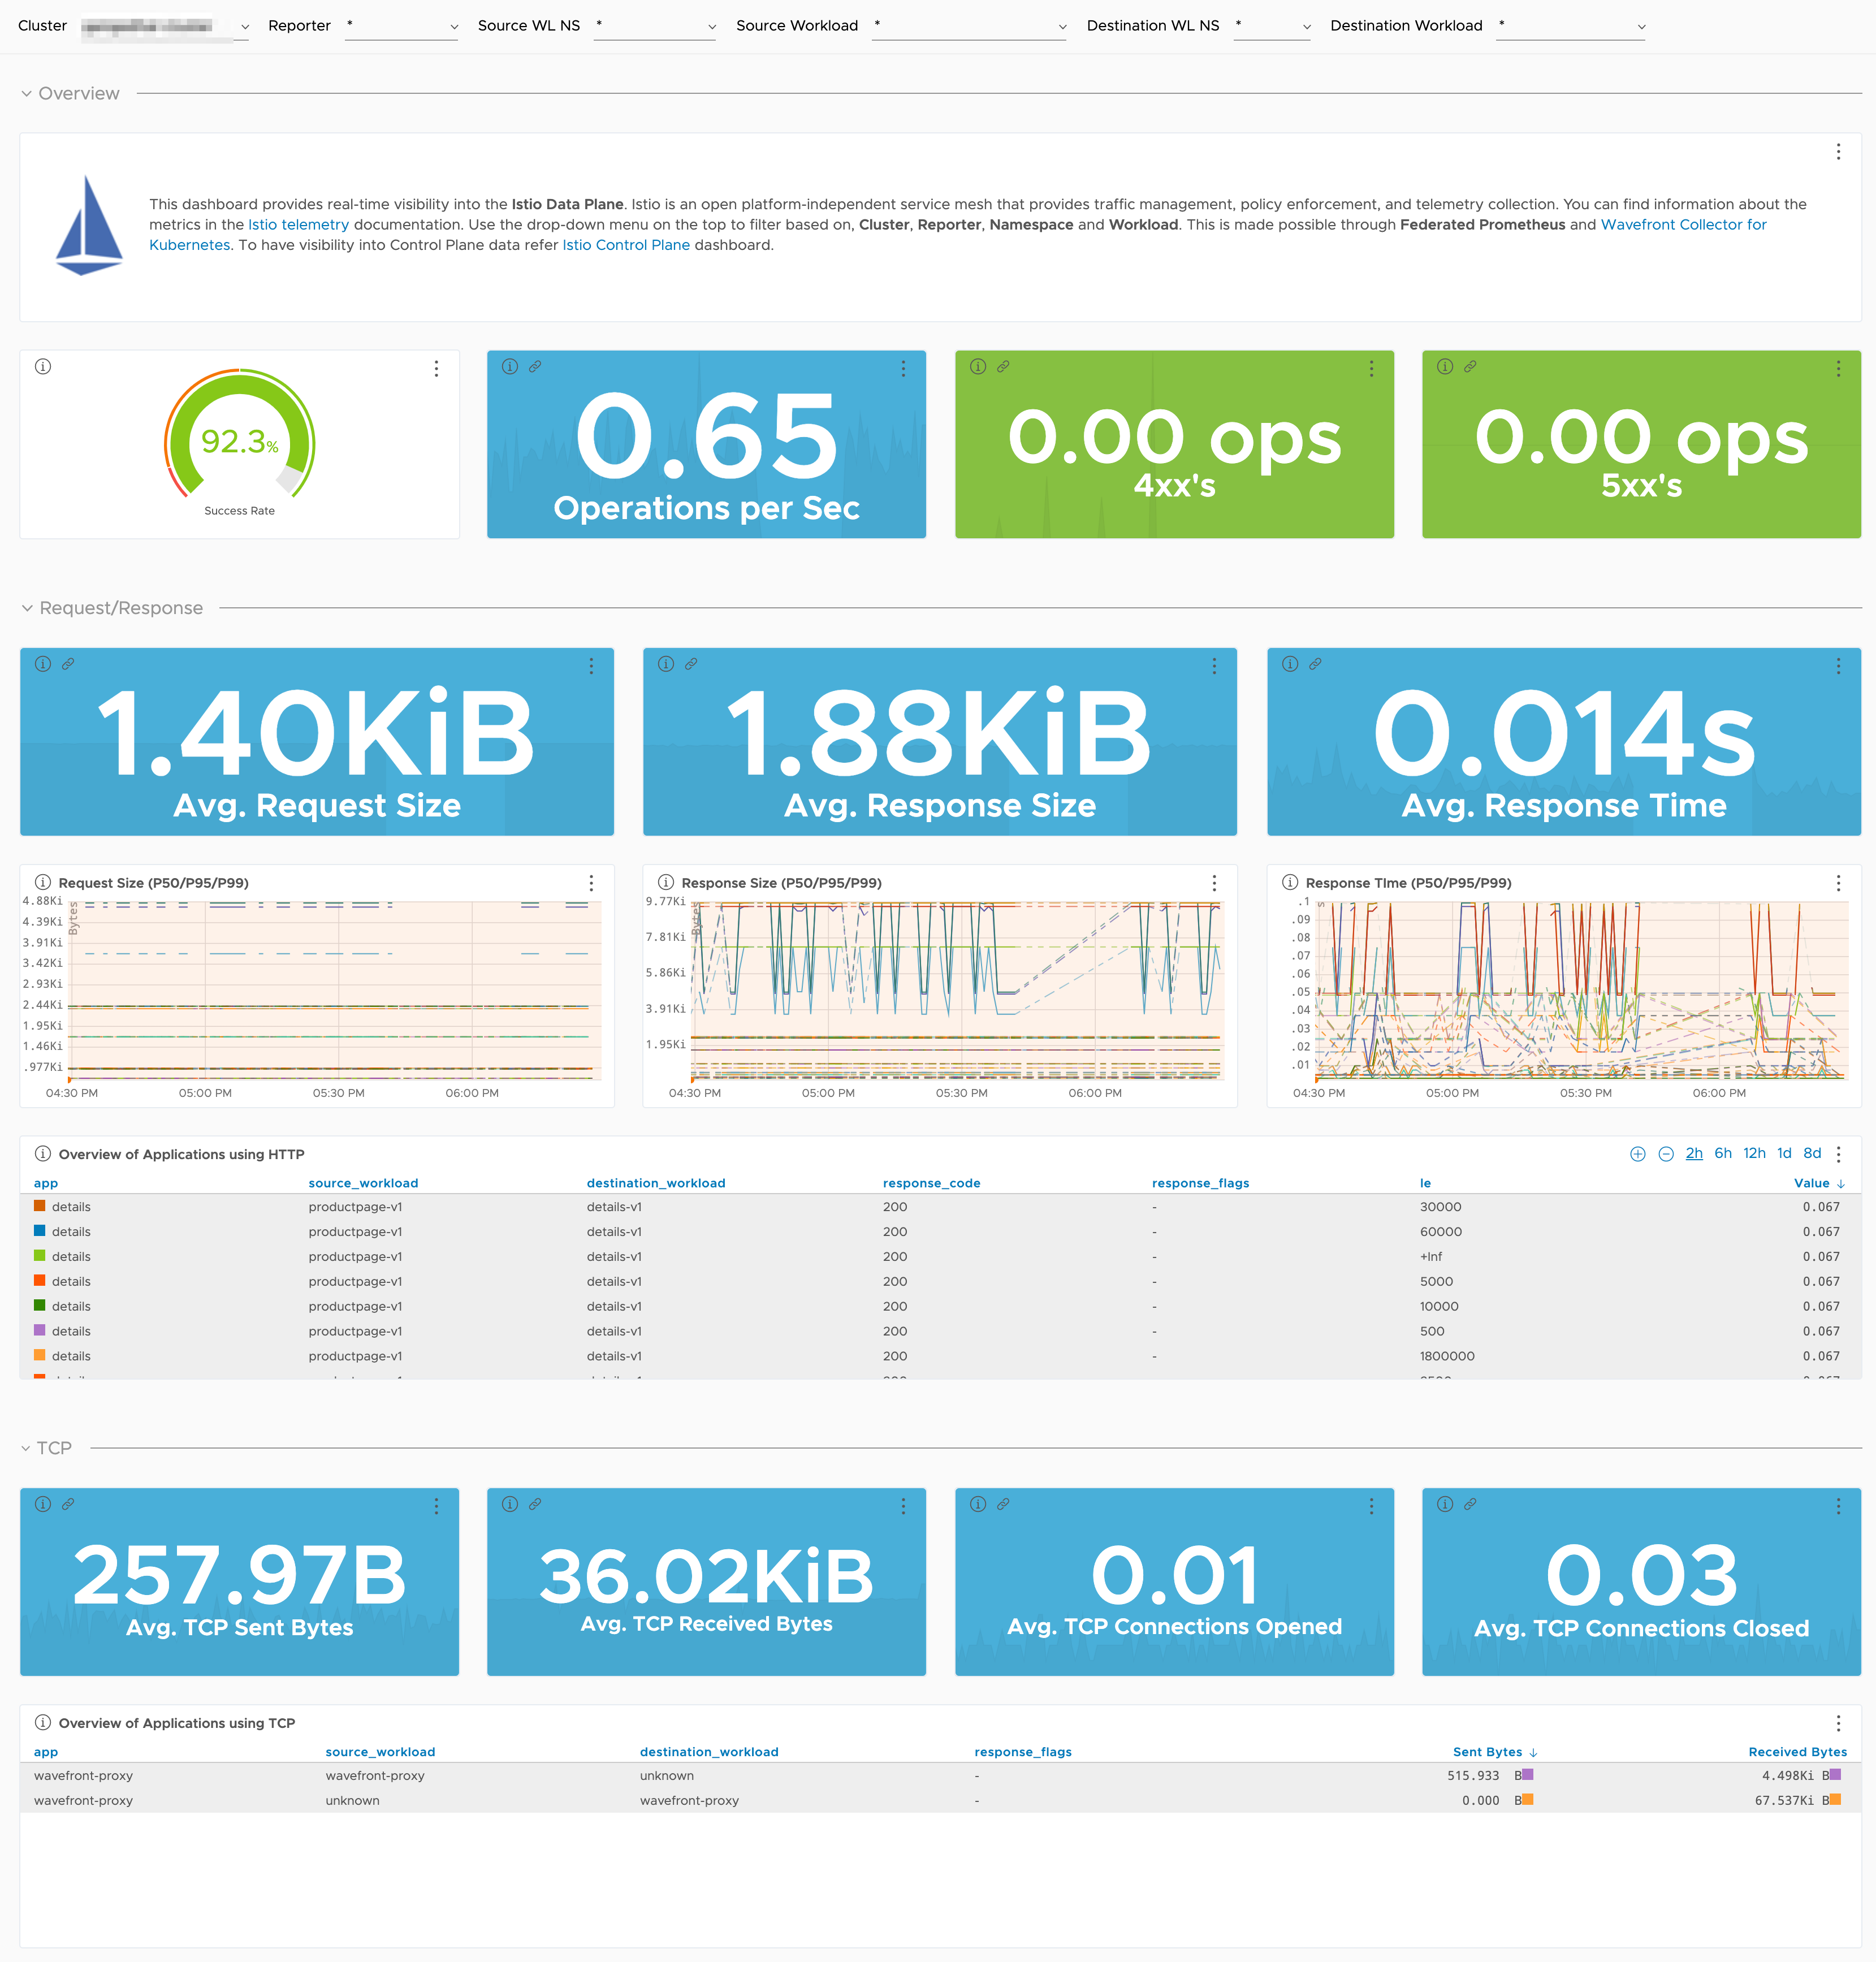 Cluster Reporter * Source WL NS * Source Workload * Destination WL NS * Destination Workload *
Overview
This dashboard provides real-time visibility into the Istio Data Plane. Istio is an open platform-independent service mesh that provides traffic management, policy enforcement, and telemetry collection. You can find information about the
metrics in the Istio telemetry documentation. Use the drop-down menu on the top to filter based on, Cluster, Reporter, Namespace and Workload. This is made possible through Federated Prometheus and Wavefront Collector for
Kubernetes. To have visibility into Control Plane data refer Istio Control Plane dashboard.
92.3%
Success Rate
0.65
Operations per Sec
0.00 ops
4xx's
0.00 ops
5xx's
Request/Response
1.40KiB
Avg. Request Size
1.88KiB
Avg. Response Size
0.014s
Avg. Response Time
Request Size (P50/P95/P99)
4.88Ki
4.39Ki
3.91Ki
3.42Ki
2.93Ki
2.44Ki
1.95Ki
1.46Ki
.977Ki
Bytes
04:30 PM 05:00 PM 05:30 PM 06:00 PM
Response Size (P50/P95/P99)
9.77Ki
7.81Ki
5.86Ki
3.91Ki
1.95Ki
Bytes
04:30 PM 05:00 PM 05:30 PM 06:00 PM
Response TIme (P50/P95/P99)
.1
.09
.08
.07
.06
.05
.04
.03
.02
.01
s
04:30 PM 05:00 PM 05:30 PM 06:00 PM
Overview of Applications using HTTP 2h 6h 12h 1d 8d
app source_workload destination_workload response_code response_flags le Value ↓
details productpage-v1 details-v1 200 - 30000 0.067
details productpage-v1 details-v1 200 - 60000 0.067
details productpage-v1 details-v1 200 - +Inf 0.067
details productpage-v1 details-v1 200 - 5000 0.067
details productpage-v1 details-v1 200 - 10000 0.067
details productpage-v1 details-v1 200 - 500 0.067
details productpage-v1 details-v1 200 - 1800000 0.067
TCP
257.97B
Avg. TCP Sent Bytes
36.02KiB
Avg. TCP Received Bytes
0.01
Avg. TCP Connections Opened
0.03
Avg. TCP Connections Closed
Overview of Applications using TCP
app source_workload destination_workload response_flags Sent Bytes ↓ Received Bytes
wavefront-proxy wavefront-proxy unknown - 515.933 B 4.498Ki B
wavefront-proxy unknown wavefront-proxy - 0.000 B 67.537Ki B